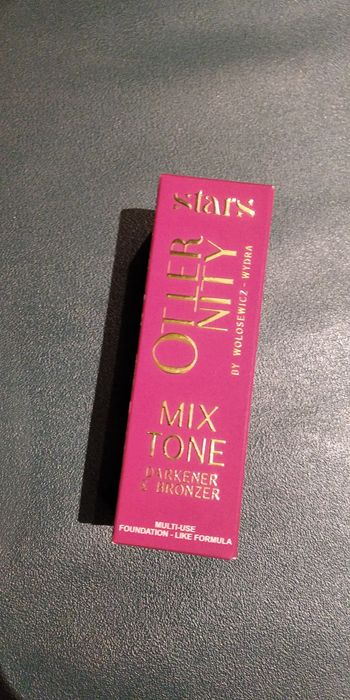 stars
OTTER
NITY
BY WOLOSEWICZ - WYDRA
MIX
TONE
DARKENER
& BRONZER
MULTI-USE
FOUNDATION - LIKE FORMULA